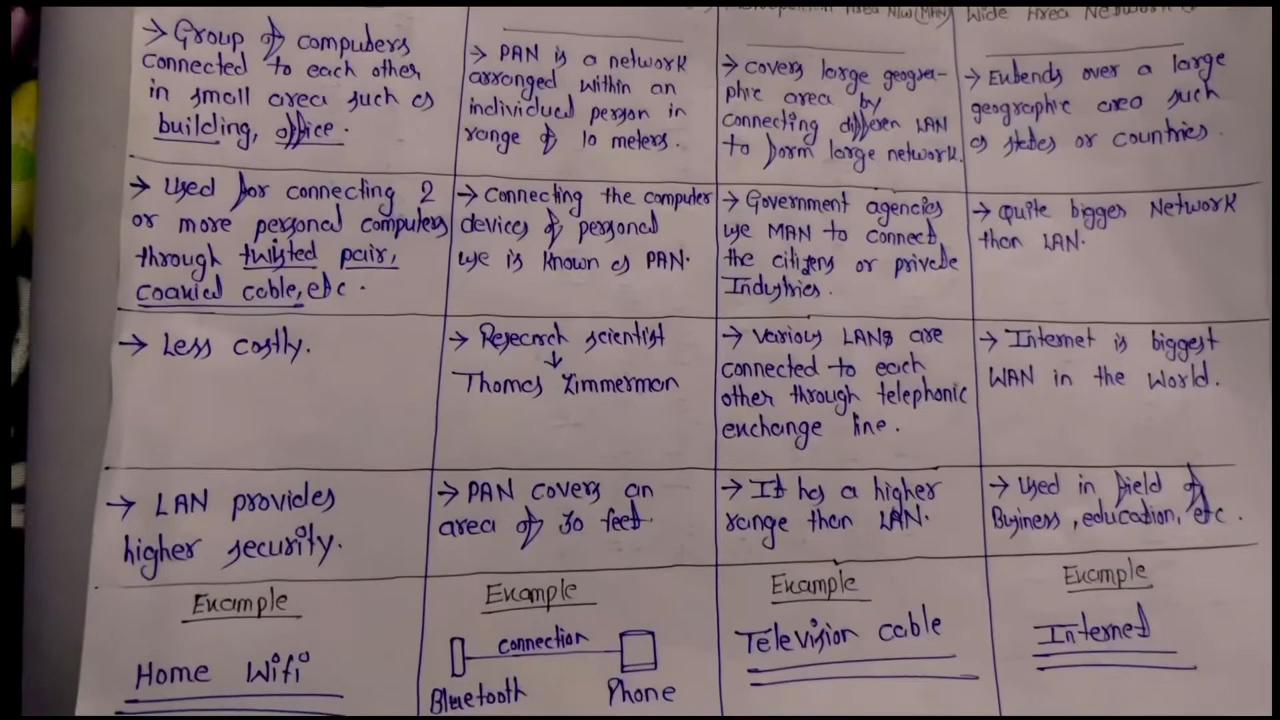 Area N/w (MAN)
Wide Area Network
→ Group of computers
connected to each other
in small area such as
building, office.
→ PAN is a network
arranged within an
individual person in
range of 10 meters.
→ covers large geogra-
phic area by
connecting differen LAN
to form large network.
→ Extends over a large
geographic area such
as states or countries.
→ Used for connecting 2
or more personal computers
through twisted pair,
coaxial cable, etc.
→ Connecting the computer
devices of personal
use is known as PAN.
→ Government agencies
use MAN to connect
the citizens or private
Industries.
→ Quite bigger Network
than LAN.
→ Less costly.
→ Research scientist
↓
Thomas Zimmerman
→ Various LANs are
connected to each
other through telephonic
exchange line.
→ Internet is biggest
WAN in the World.
→ LAN provides
higher security.
→ PAN covers an
area of 30 feet.
→ It has a higher
range than LAN.
→ Used in field of
Business, education, etc.
Example
Home Wifi
Example
connection
Bluetooth Phone
Example
Television cable
Example
Internet